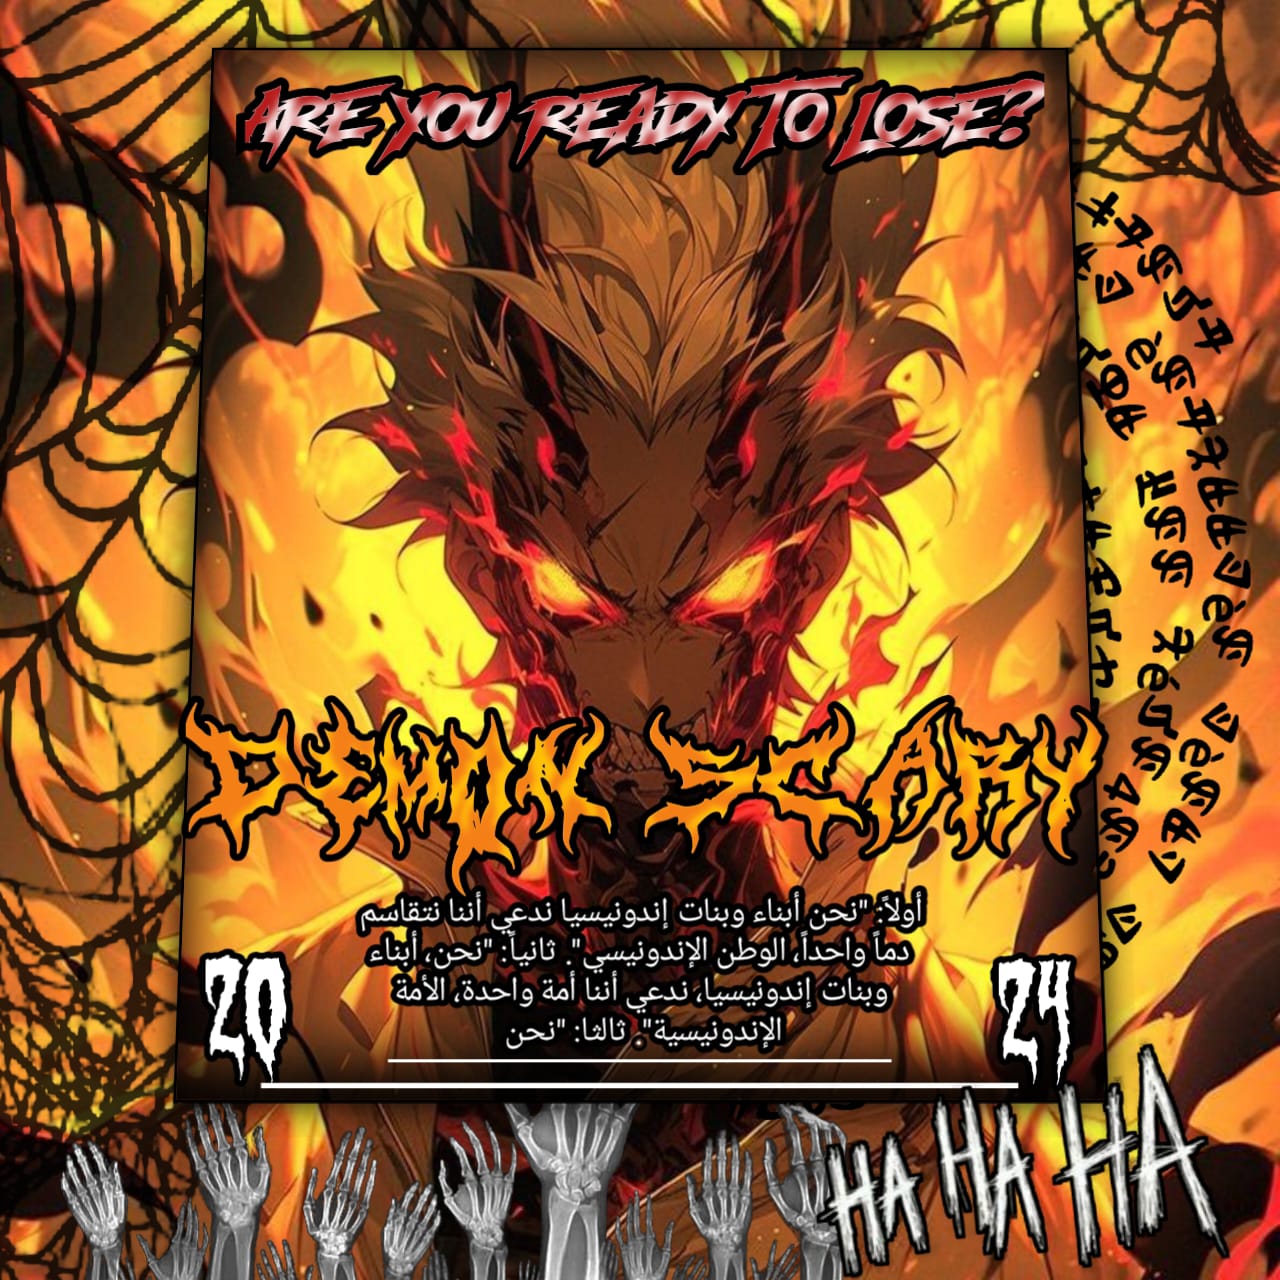 ARE YOU READY TO LOSE?
DEMON SCARY
أولاً: "نحن أبناء وبنات إندونيسيا ندعي أننا نتقاسم
دماً واحداً، الوطن الإندونيسي". ثانياً: "نحن، أبناء
وبنات إندونيسيا، ندعي أننا أمة واحدة، الأمة
الإندونيسية". ثالثا: "نحن
20
24
HA HA HA